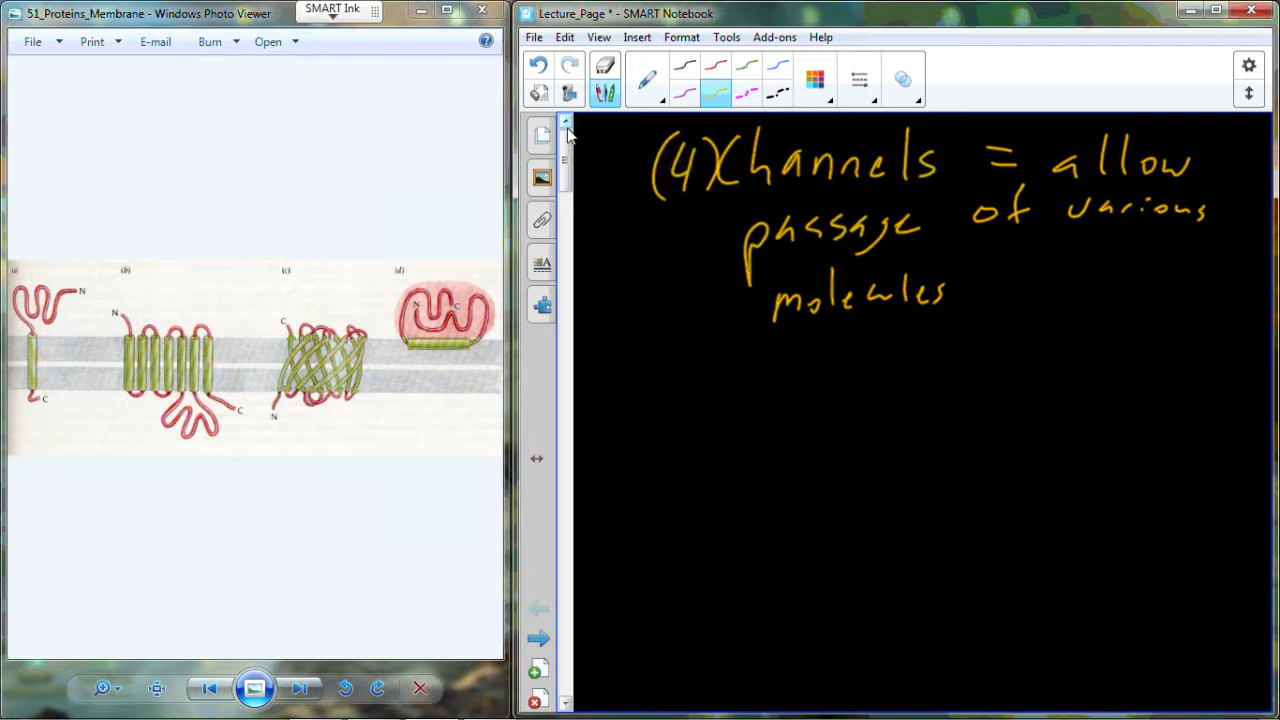 51_Proteins_Membrane - Windows Photo Viewer
SMART Ink
File Print E-mail Burn Open
(a) (b) (c) (d)
N
C
N
C
C
N
N C
Lecture_Page * - SMART Notebook
File Edit View Insert Format Tools Add-ons Help
(4) Channels = allow
passage of various
molecules